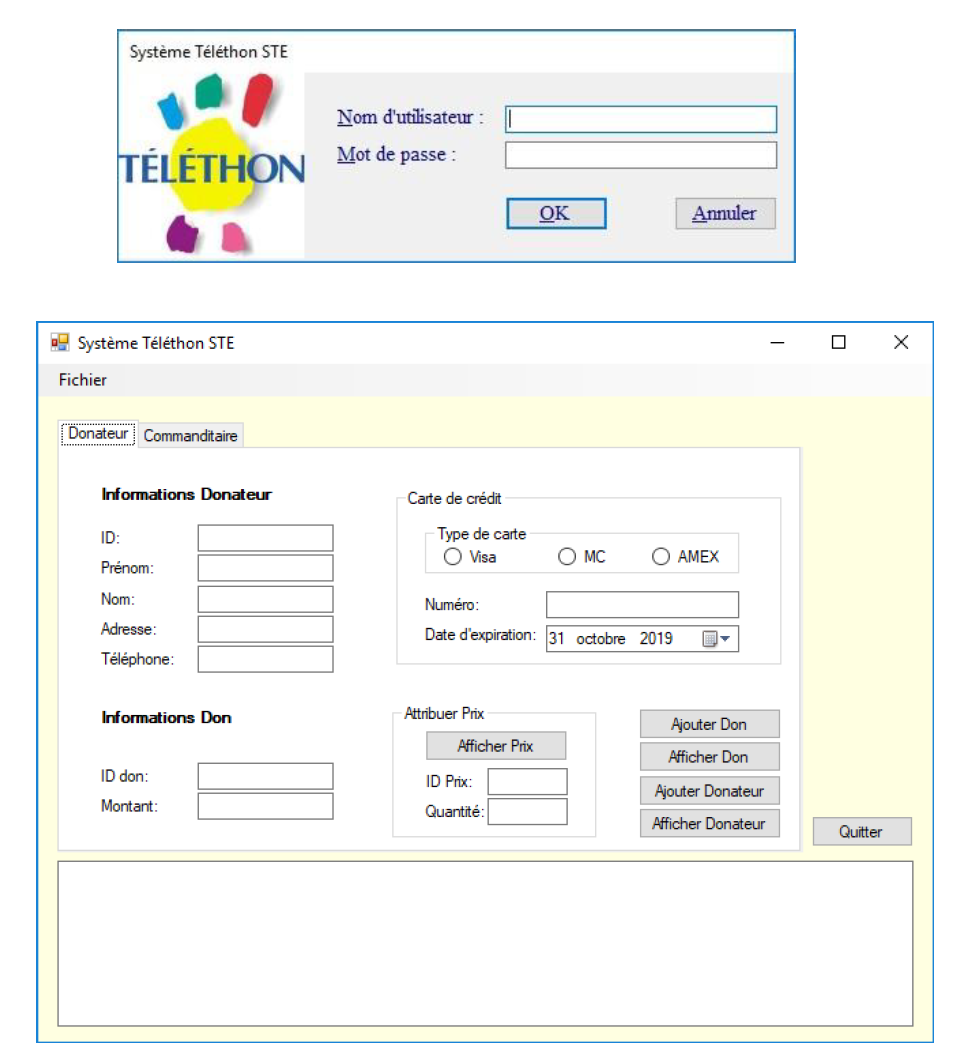 Système Téléthon STE
TÉLÉTHON
Nom d'utilisateur :
Mot de passe :
OK Annuler
Système Téléthon STE
Fichier
Donateur Commanditaire
Informations Donateur
ID:
Prénom:
Nom:
Adresse:
Téléphone:
Carte de crédit
Type de carte
Visa MC AMEX
Numéro:
Date d'expiration: 31 octobre 2019
Informations Don
ID don:
Montant:
Attribuer Prix
Afficher Prix
ID Prix:
Quantité:
Ajouter Don
Afficher Don
Ajouter Donateur
Afficher Donateur
Quitter